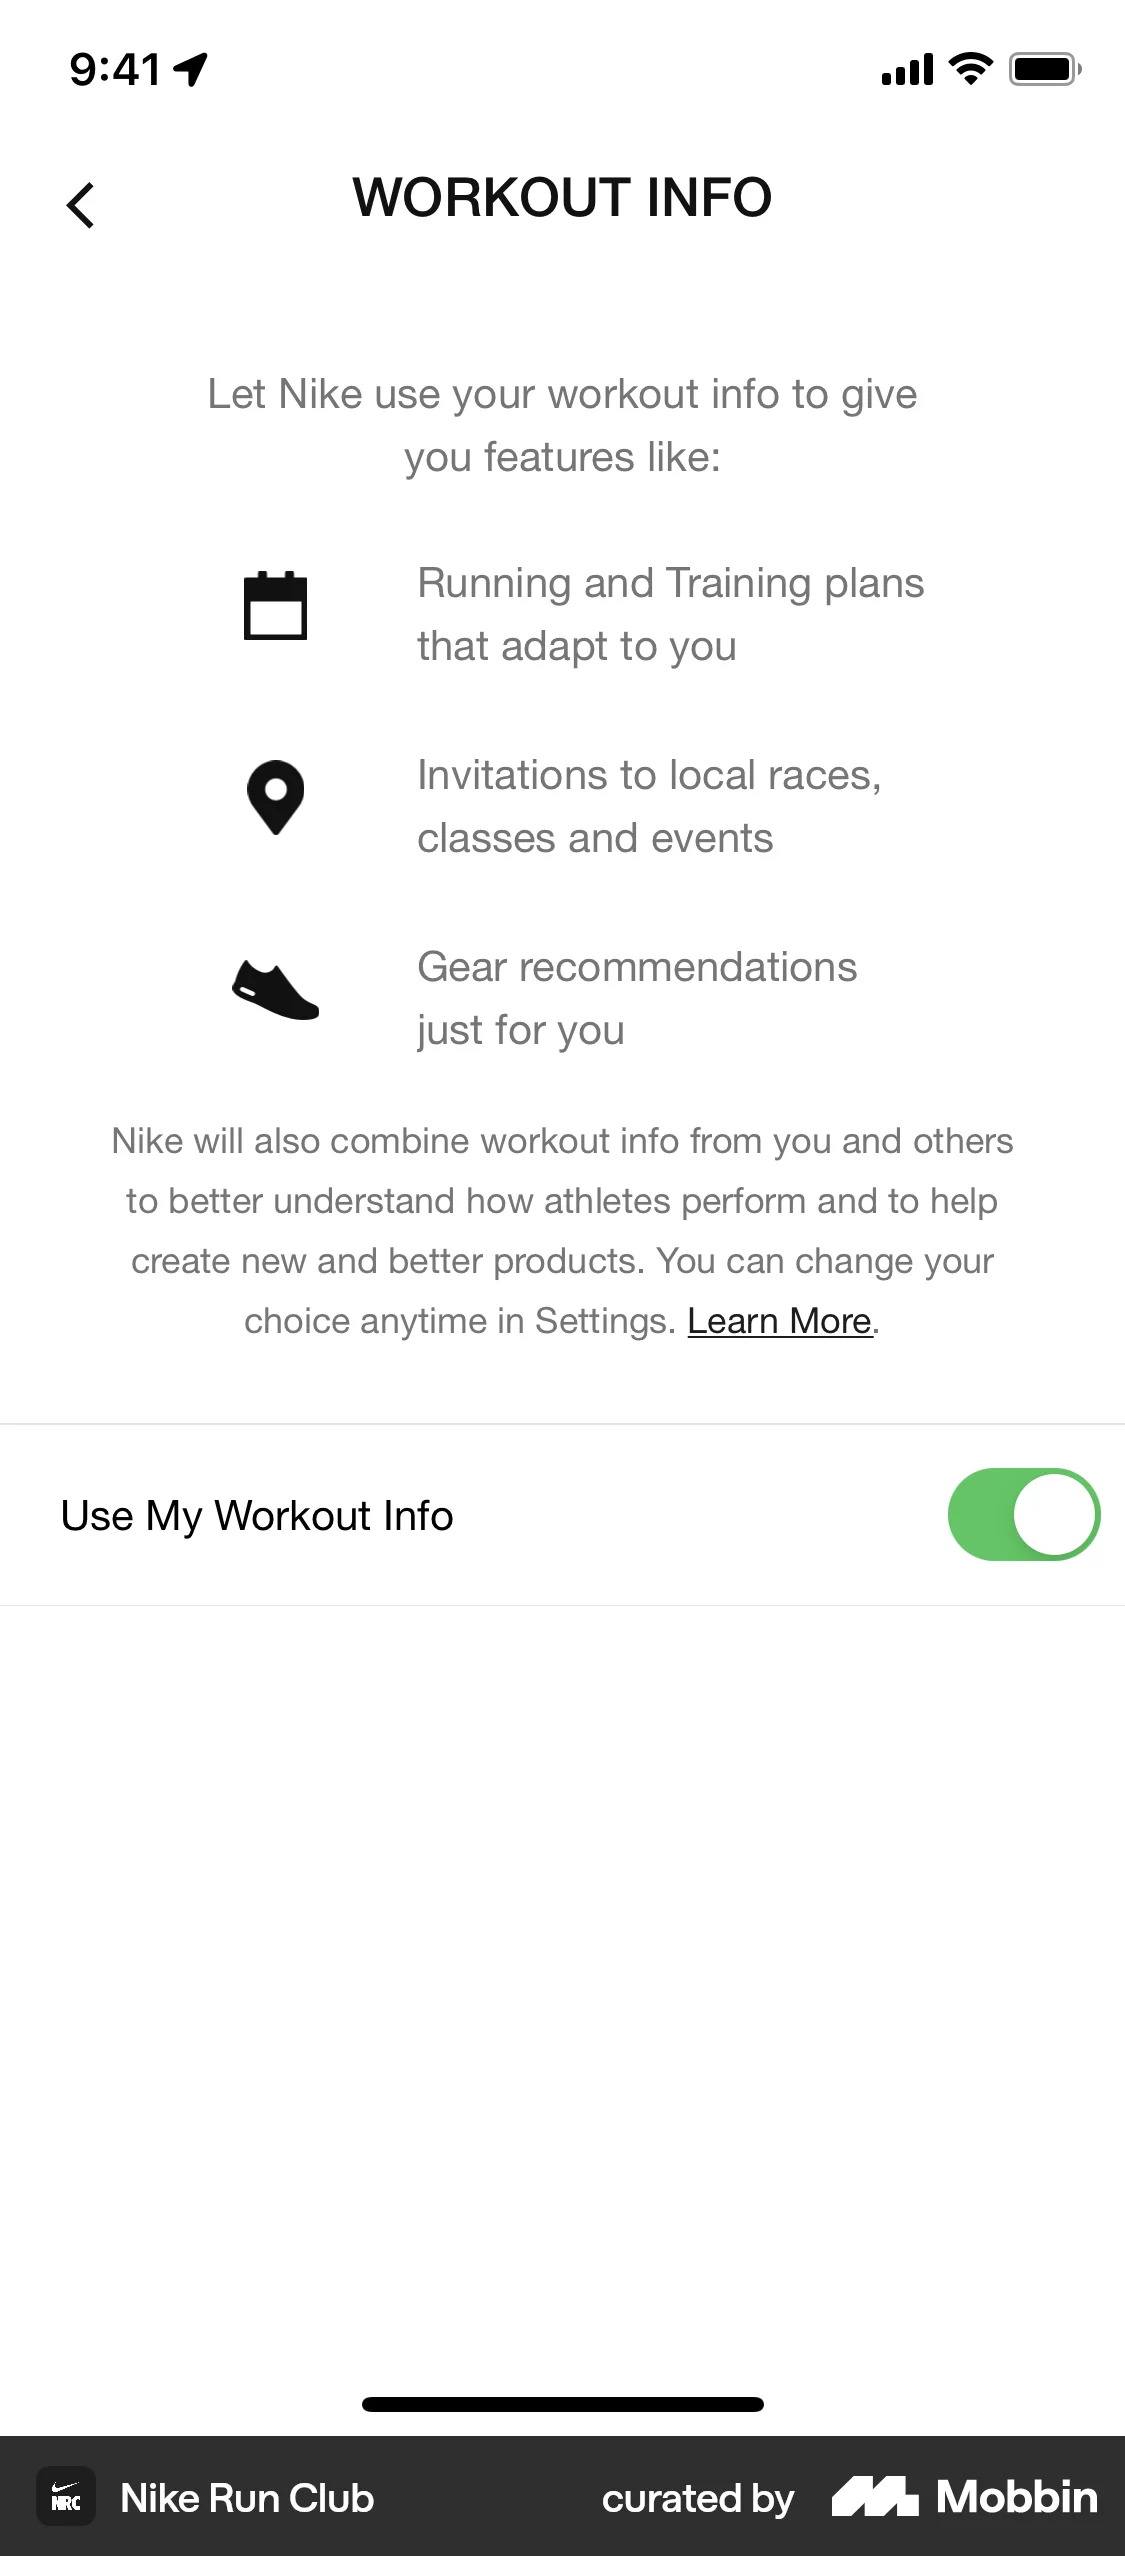 9:41
WORKOUT INFO
Let Nike use your workout info to give
you features like:
Running and Training plans
that adapt to you
Invitations to local races,
classes and events
Gear recommendations
just for you
Nike will also combine workout info from you and others
to better understand how athletes perform and to help
create new and better products. You can change your
choice anytime in Settings. Learn More.
Use My Workout Info
NRC
Nike Run Club
curated by
Mobbin